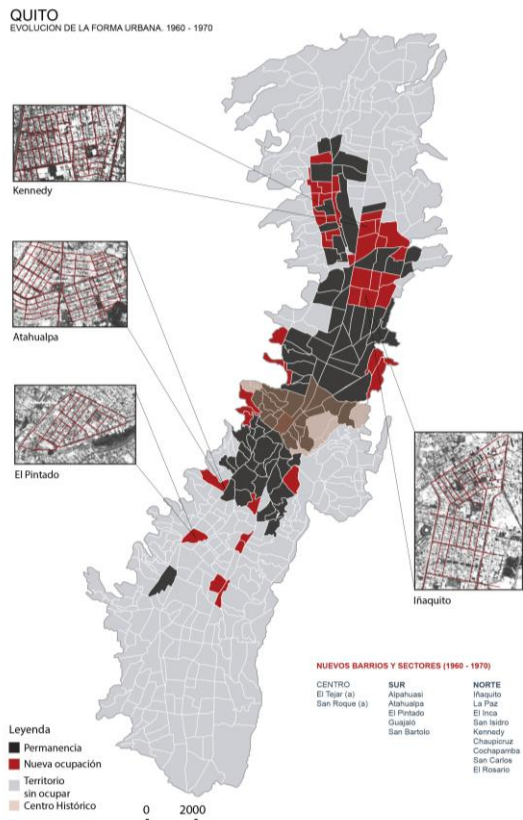 QUITO
EVOLUCION DE LA FORMA URBANA. 1960 - 1970
Kennedy
Atahualpa
El Pintado
Iñaquito
NUEVOS BARRIOS Y SECTORES (1960 - 1970)
CENTRO
El Tejar (a)
San Roque (a)
SUR
Alpahuasi
Atahualpa
El Pintado
Guajaló
San Bartolo
NORTE
Iñaquito
La Paz
El Inca
San Isidro
Kennedy
Chaupicruz
Cochapamba
San Carlos
El Rosario
Leyenda
Permanencia
Nueva ocupación
Territorio
sin ocupar
Centro Histórico
0 2000